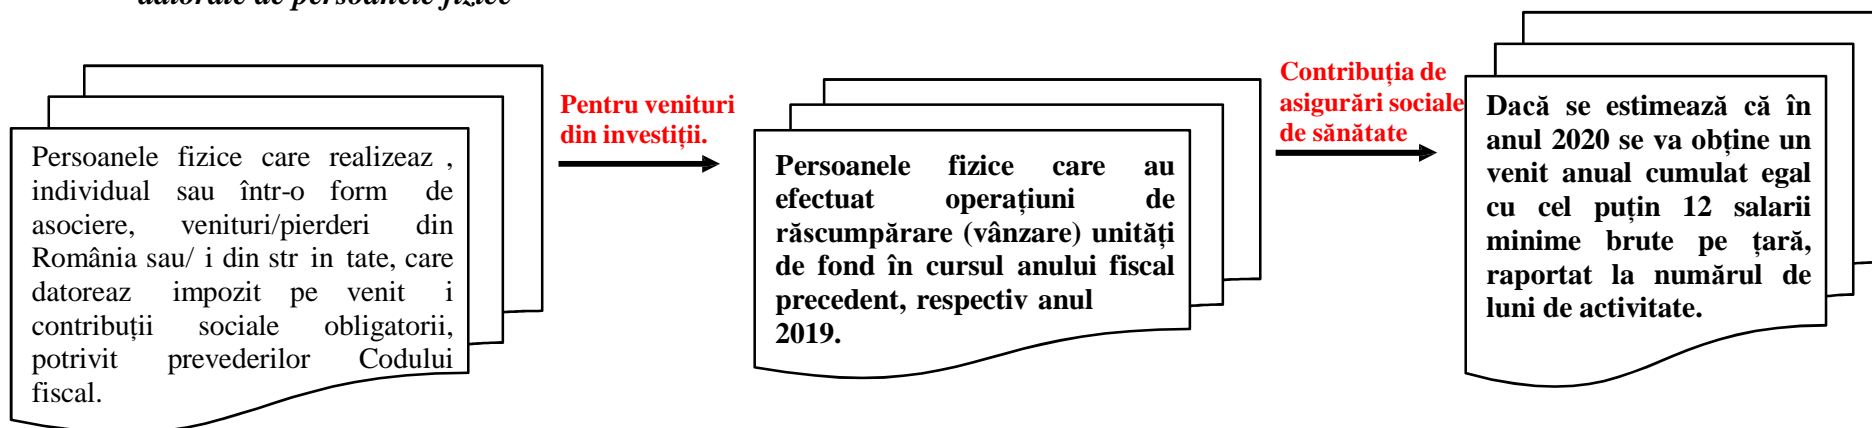 datorate de persoanele fizice
Persoanele fizice care realizeaz ,
individual sau într-o form de
asociere, venituri/pierderi din
România sau/ i din str in tate, care
datoreaz impozit pe venit i
contribuții sociale obligatorii,
potrivit prevederilor Codului
fiscal.
Pentru venituri
din investiții.
Persoanele fizice care au
efectuat operațiuni de
răscumpărare (vânzare) unități
de fond în cursul anului fiscal
precedent, respectiv anul
2019.
Contribuția de
asigurări sociale
de sănătate
Dacă se estimează că în
anul 2020 se va obține un
venit anual cumulat egal
cu cel puțin 12 salarii
minime brute pe țară,
raportat la numărul de
luni de activitate.